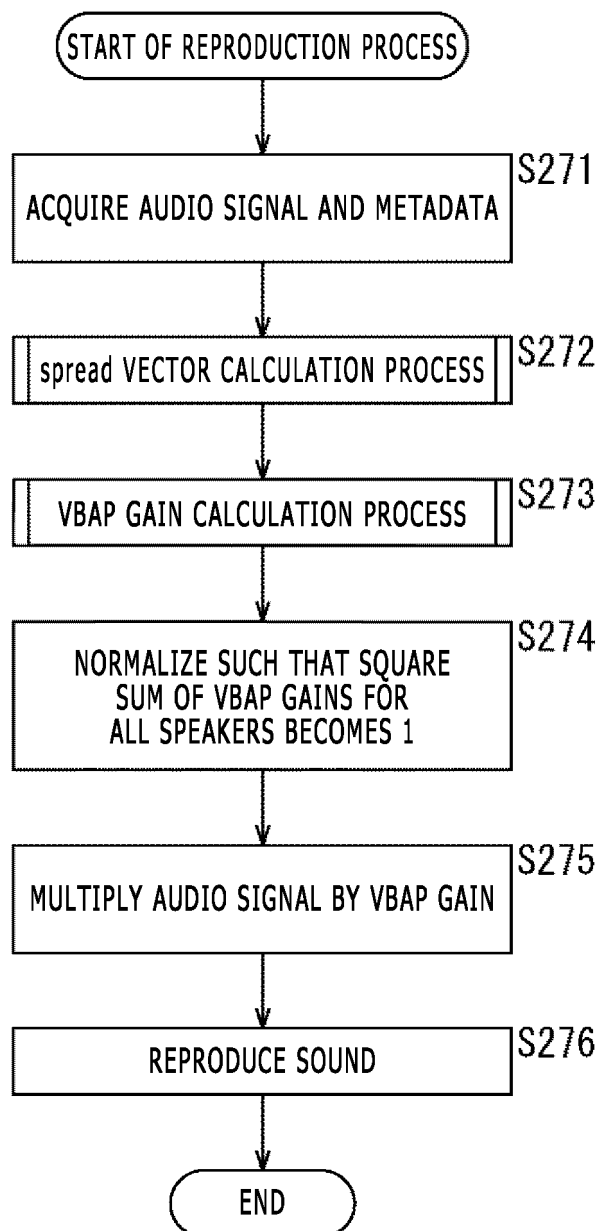 START OF REPRODUCTION PROCESS
S271
ACQUIRE AUDIO SIGNAL AND METADATA
S272
spread VECTOR CALCULATION PROCESS
S273
VBAP GAIN CALCULATION PROCESS
S274
NORMALIZE SUCH THAT SQUARE
SUM OF VBAP GAINS FOR
ALL SPEAKERS BECOMES 1
S275
MULTIPLY AUDIO SIGNAL BY VBAP GAIN
S276
REPRODUCE SOUND
END